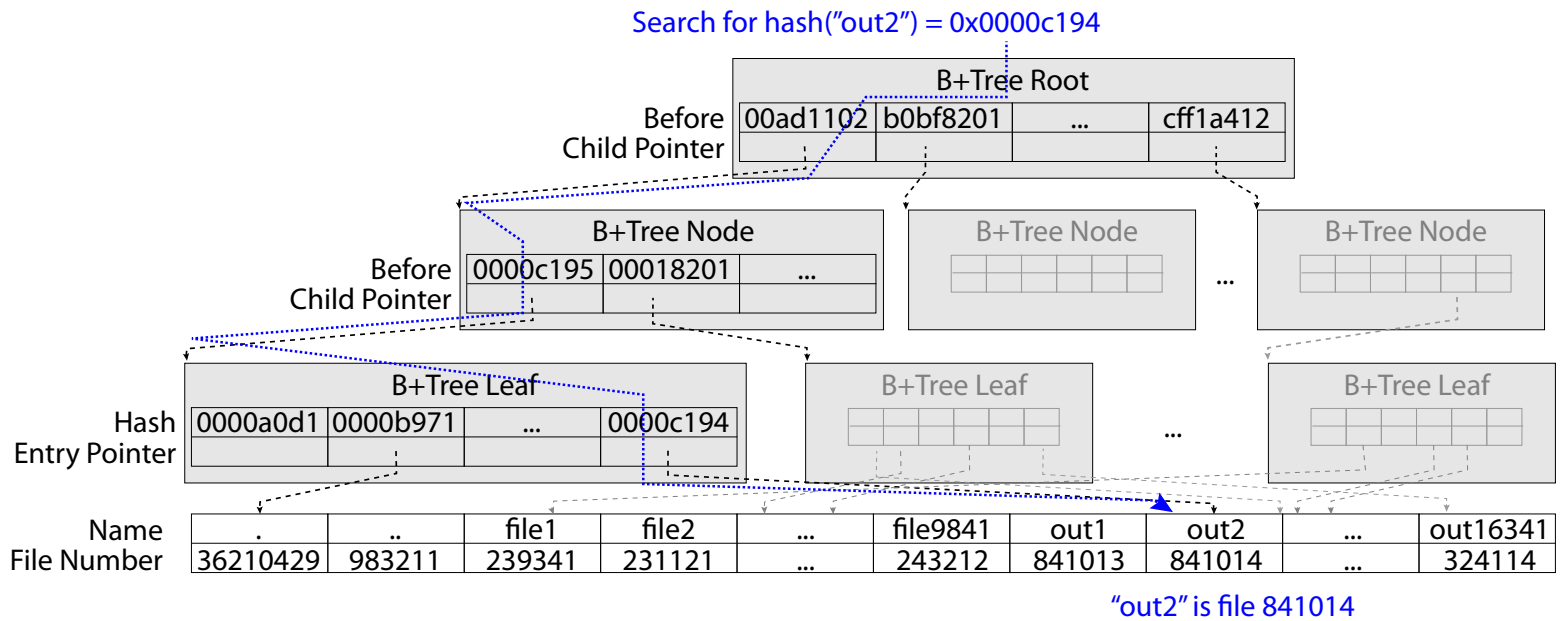 Search for hash("out2") = 0x0000c194
B+Tree Root
Before 00ad1102 b0bf8201 ... cff1a412
Child Pointer
B+Tree Node B+Tree Node B+Tree Node
Before 0000c195 00018201 ...
Child Pointer
...
B+Tree Leaf B+Tree Leaf B+Tree Leaf
Hash 0000a0d1 0000b971 ... 0000c194
Entry Pointer
...
Name . .. file1 file2 ... file9841 out1 out2 ... out16341
File Number 36210429 983211 239341 231121 ... 243212 841013 841014 ... 324114
“out2” is file 841014